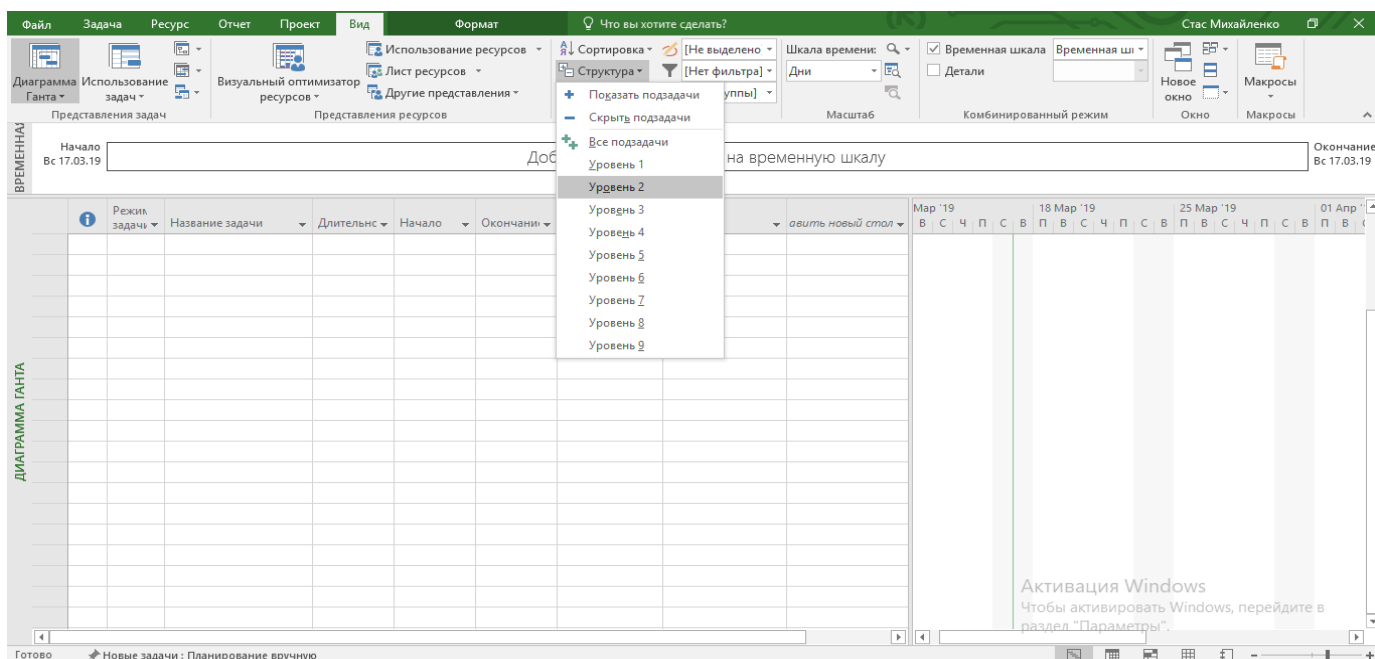 Файл Задача Ресурс Отчет Проект Вид Формат Что вы хотите сделать? Стас Михайленко
Диаграмма Ганта
Использование задач
Представления задач
Визуальный оптимизатор ресурсов
Использование ресурсов
Лист ресурсов
Другие представления
Представления ресурсов
Сортировка
Структура
[Не выделено
[Нет фильтра]
уппы]
Шкала времени:
Дни
Масштаб
Временная шкала Временная шк
Детали
Комбинированный режим
Новое окно
Окно
Макросы
Макросы
Показать подзадачи
Скрыть подзадачи
Все подзадачи
Уровень 1
Уровень 2
Уровень 3
Уровень 4
Уровень 5
Уровень 6
Уровень 7
Уровень 8
Уровень 9
ВРЕМЕННАЯ
Начало
Вс 17.03.19
Доб на временную шкалу
Окончание
Вс 17.03.19
Режим задачи Название задачи Длительнс Начало Окончани авить новый стол
Мар '19 18 Мар '19 25 Мар '19 01 Апр '
В С Ч П С В П В С Ч П С В П В С Ч П С В П В
ДИАГРАММА ГАНТА
Активация Windows
Чтобы активировать Windows, перейдите в
раздел "Параметры".
Готово Новые задачи : Планирование вручную